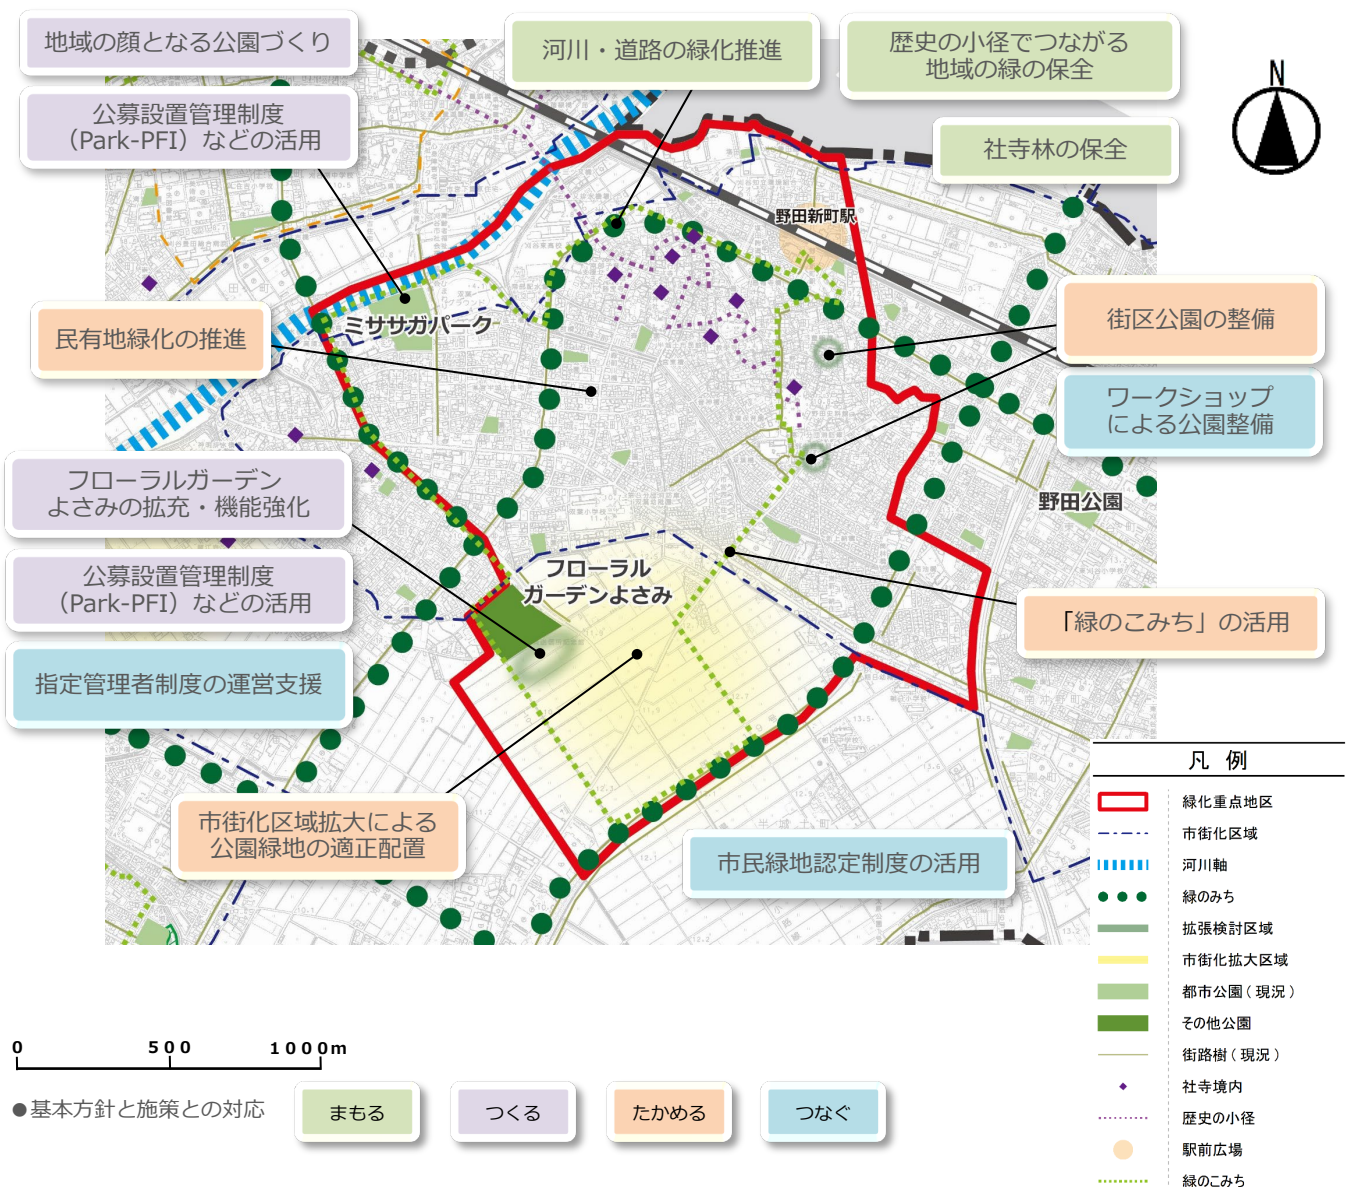 地域の顔となる公園づくり
公募設置管理制度
（Park-PFI）などの活用
河川・道路の緑化推進
歴史の小径でつながる
地域の緑の保全
社寺林の保全
N
野田新町駅
ミササガパーク
民有地緑化の推進
街区公園の整備
ワークショップ
による公園整備
フローラルガーデン
よさみの拡充・機能強化
野田公園
公募設置管理制度
（Park-PFI）などの活用
フローラル
ガーデンよさみ
「緑のこみち」の活用
指定管理者制度の運営支援
市街化区域拡大による
公園緑地の適正配置
市民緑地認定制度の活用
凡 例
緑化重点地区
市街化区域
河川軸
緑のみち
拡張検討区域
市街化拡大区域
都市公園（現況）
その他公園
街路樹（現況）
社寺境内
歴史の小径
駅前広場
緑のこみち
0 500 1000m
●基本方針と施策との対応
まもる
つくる
たかめる
つなぐ